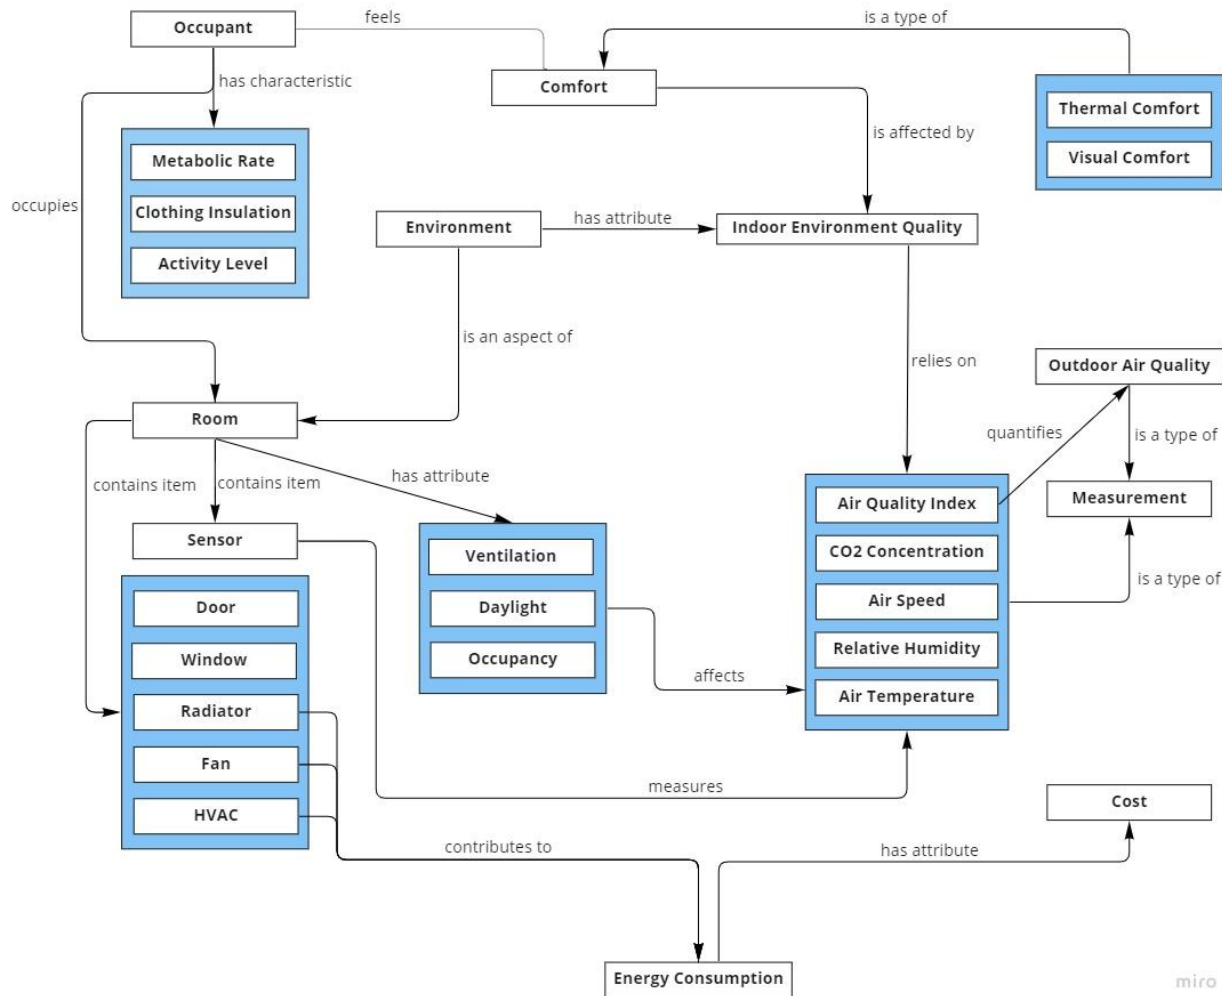 Occupant
feels
is a type of
has characteristic
Comfort
Thermal Comfort
Visual Comfort
is affected by
Metabolic Rate
Clothing Insulation
Activity Level
occupies
Environment
has attribute
Indoor Environment Quality
is an aspect of
relies on
Outdoor Air Quality
Room
quantifies
is a type of
contains item
contains item
has attribute
Measurement
Sensor
Air Quality Index
CO2 Concentration
Air Speed
Relative Humidity
Air Temperature
is a type of
Ventilation
Daylight
Occupancy
affects
Door
Window
Radiator
Fan
HVAC
measures
Cost
contributes to
has attribute
Energy Consumption
miro